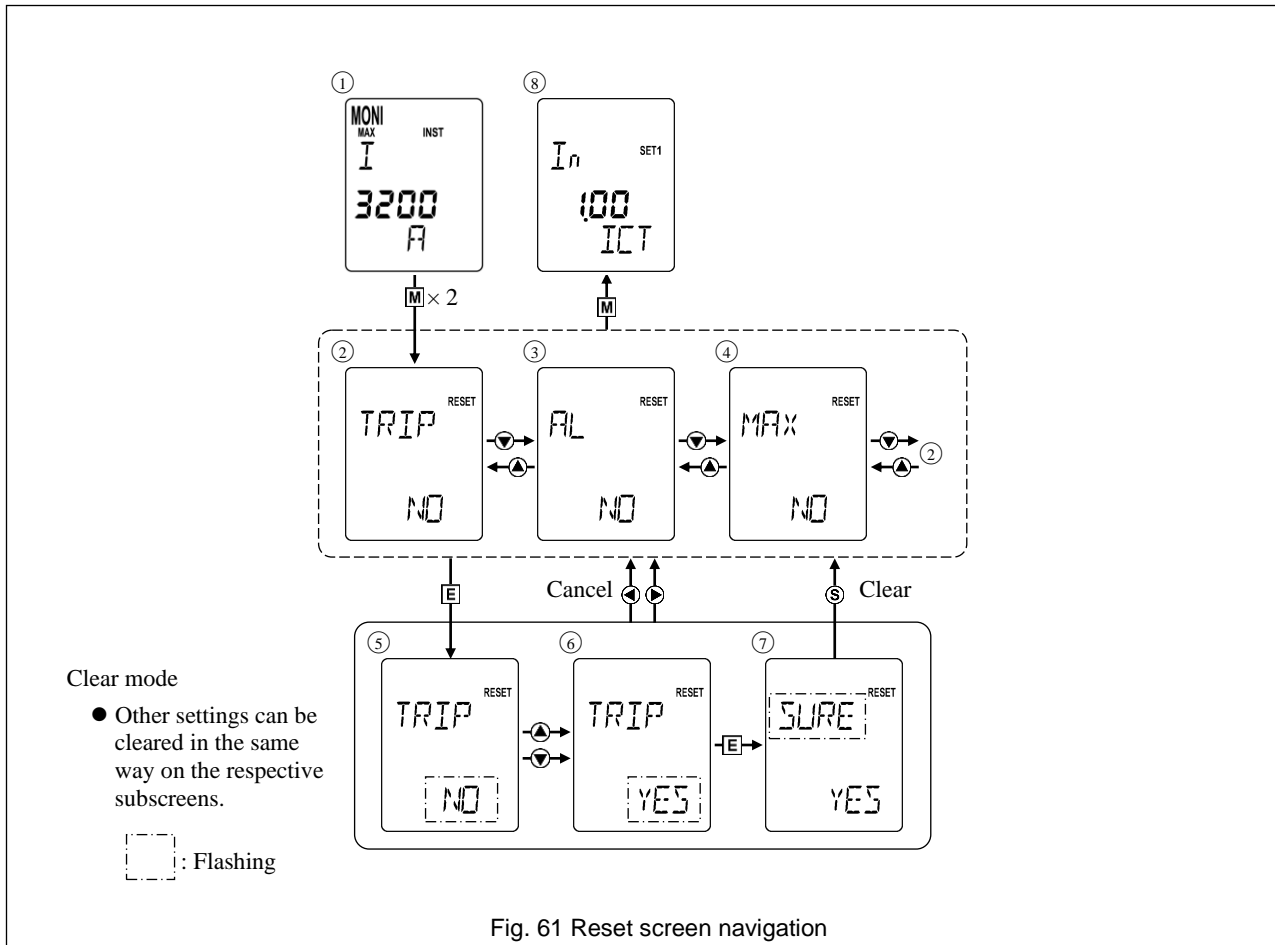 ① ⑧
MONI
MAX INST
I
3200
A
In SET1
1.00
ICT
M × 2
M
② ③ ④
RESET
TRIP
NO
RESET
AL
NO
RESET
MAX
NO
②
E
Cancel
S Clear
⑤ ⑥ ⑦
RESET
TRIP
NO
RESET
TRIP
YES
E
RESET
SURE
YES
Clear mode
● Other settings can be
cleared in the same
way on the respective
subscreens.
: Flashing
Fig. 61 Reset screen navigation